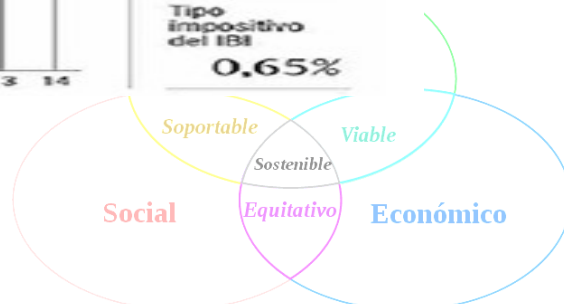 Tipo
impositivo
del IBI
0,65%
3 14
Soportable
Viable
Sostenible
Social
Equitativo
Económico